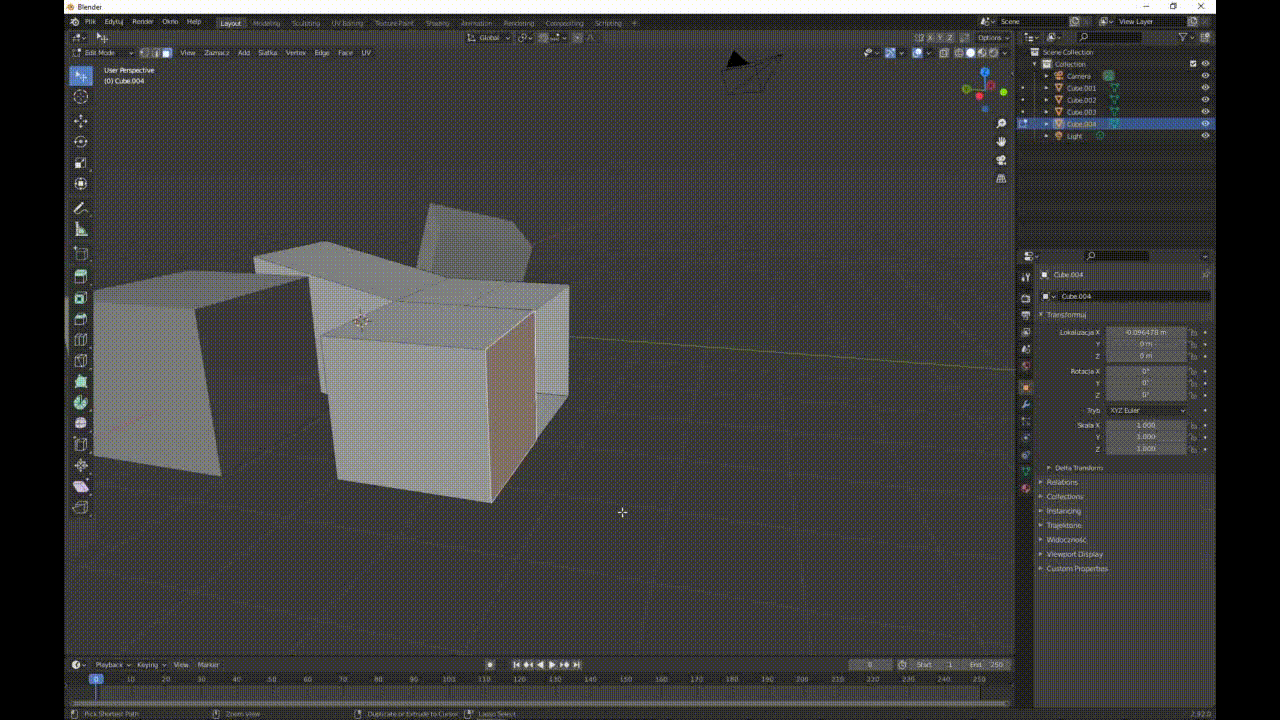 Blender
Plik Edytuj Render Okno Help Layout Modeling Sculpting UV Editing Texture Paint Shading Animation Rendering Compositing Scripting + Scene View Layer
Global Options
Edit Mode View Zaznacz Add Siatka Vertex Edge Face UV X Y Z
User Perspective
(0) Cube.004
Scene Collection
Collection
Camera
Cube.001
Cube.002
Cube.003
Cube.004
Light
Cube.004
Cube.004
Transformuj
Lokalizacja X -0.096478 m
Y 0 m
Z 0 m
Rotacja X 0°
Y 0°
Z 0°
Tryb XYZ Euler
Skala X 1.000
Y 1.000
Z 1.000
Delta Transform
Relations
Collections
Instancing
Trajektorie
Widoczność
Viewport Display
Custom Properties
Playback Keying View Marker 0 Start 1 End 250
0 10 20 30 40 50 60 70 80 90 100 110 120 130 140 150 160 170 180 190 200 210 220 230 240 250
Pick Shortest Path Zoom View Duplicate or Extrude to Cursor Lasso Select 2.92.0